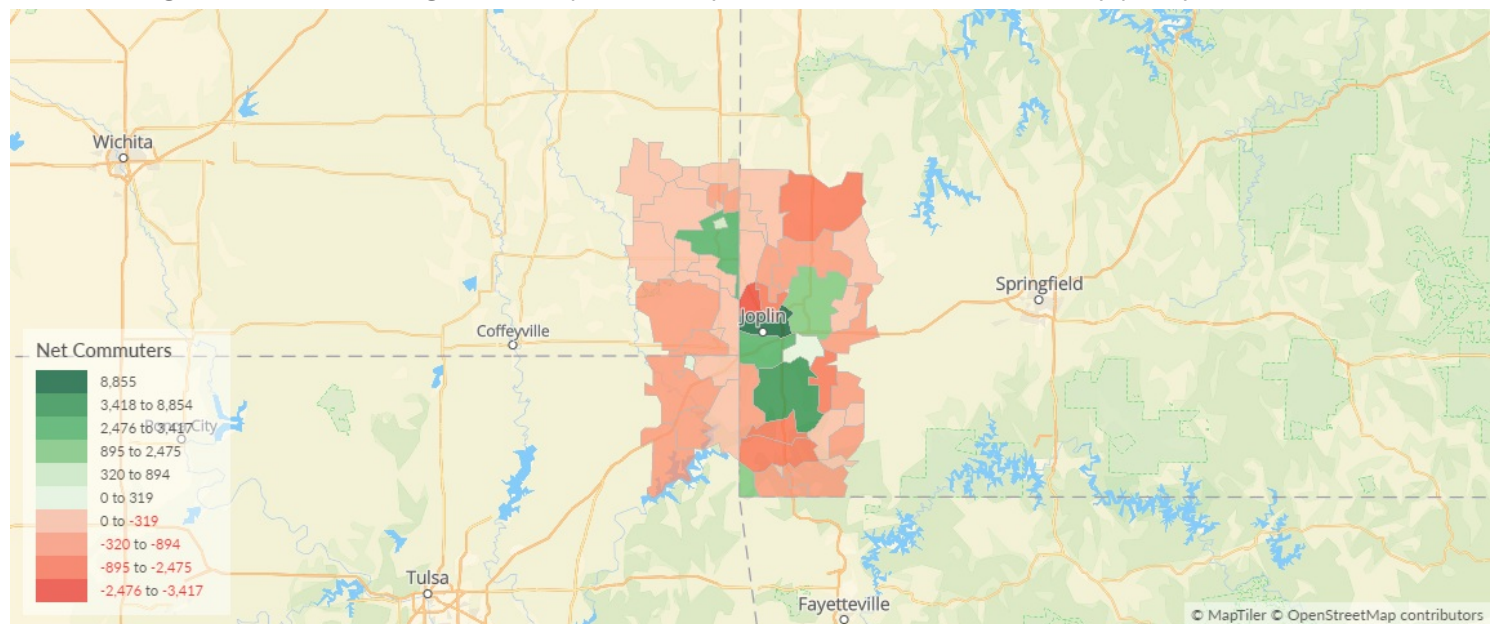 Wichita
Springfield
Joplin
Coffeyville
Net Commuters
8,855
3,418 to 8,854
2,476 to 3,417
Ponca City
895 to 2,475
320 to 894
0 to 319
0 to -319
-320 to -894
-895 to -2,475
-2,476 to -3,417
Tulsa
Fayetteville
© MapTiler © OpenStreetMap contributors